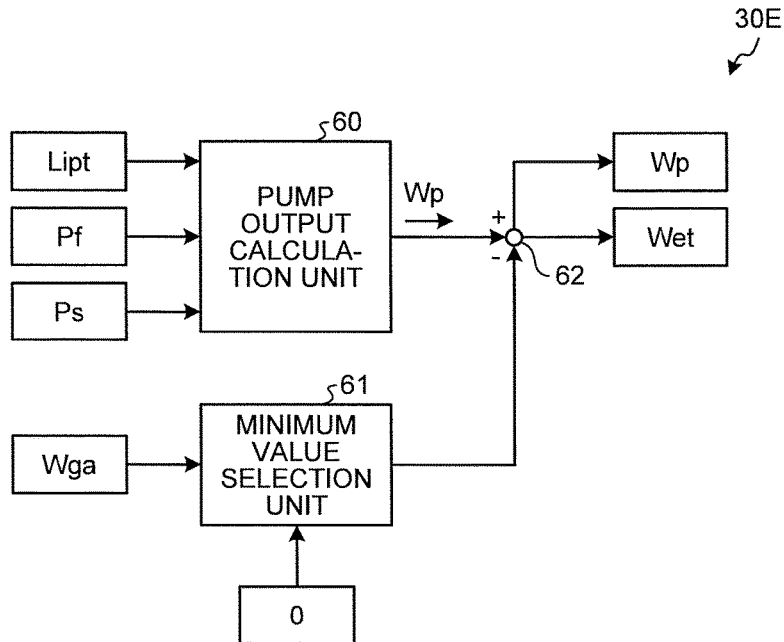 30E
60
Lipt
Pf
Ps
PUMP
OUTPUT
CALCULA-
TION UNIT
Wp
+
-
62
Wp
Wet
61
Wga
MINIMUM
VALUE
SELECTION
UNIT
0